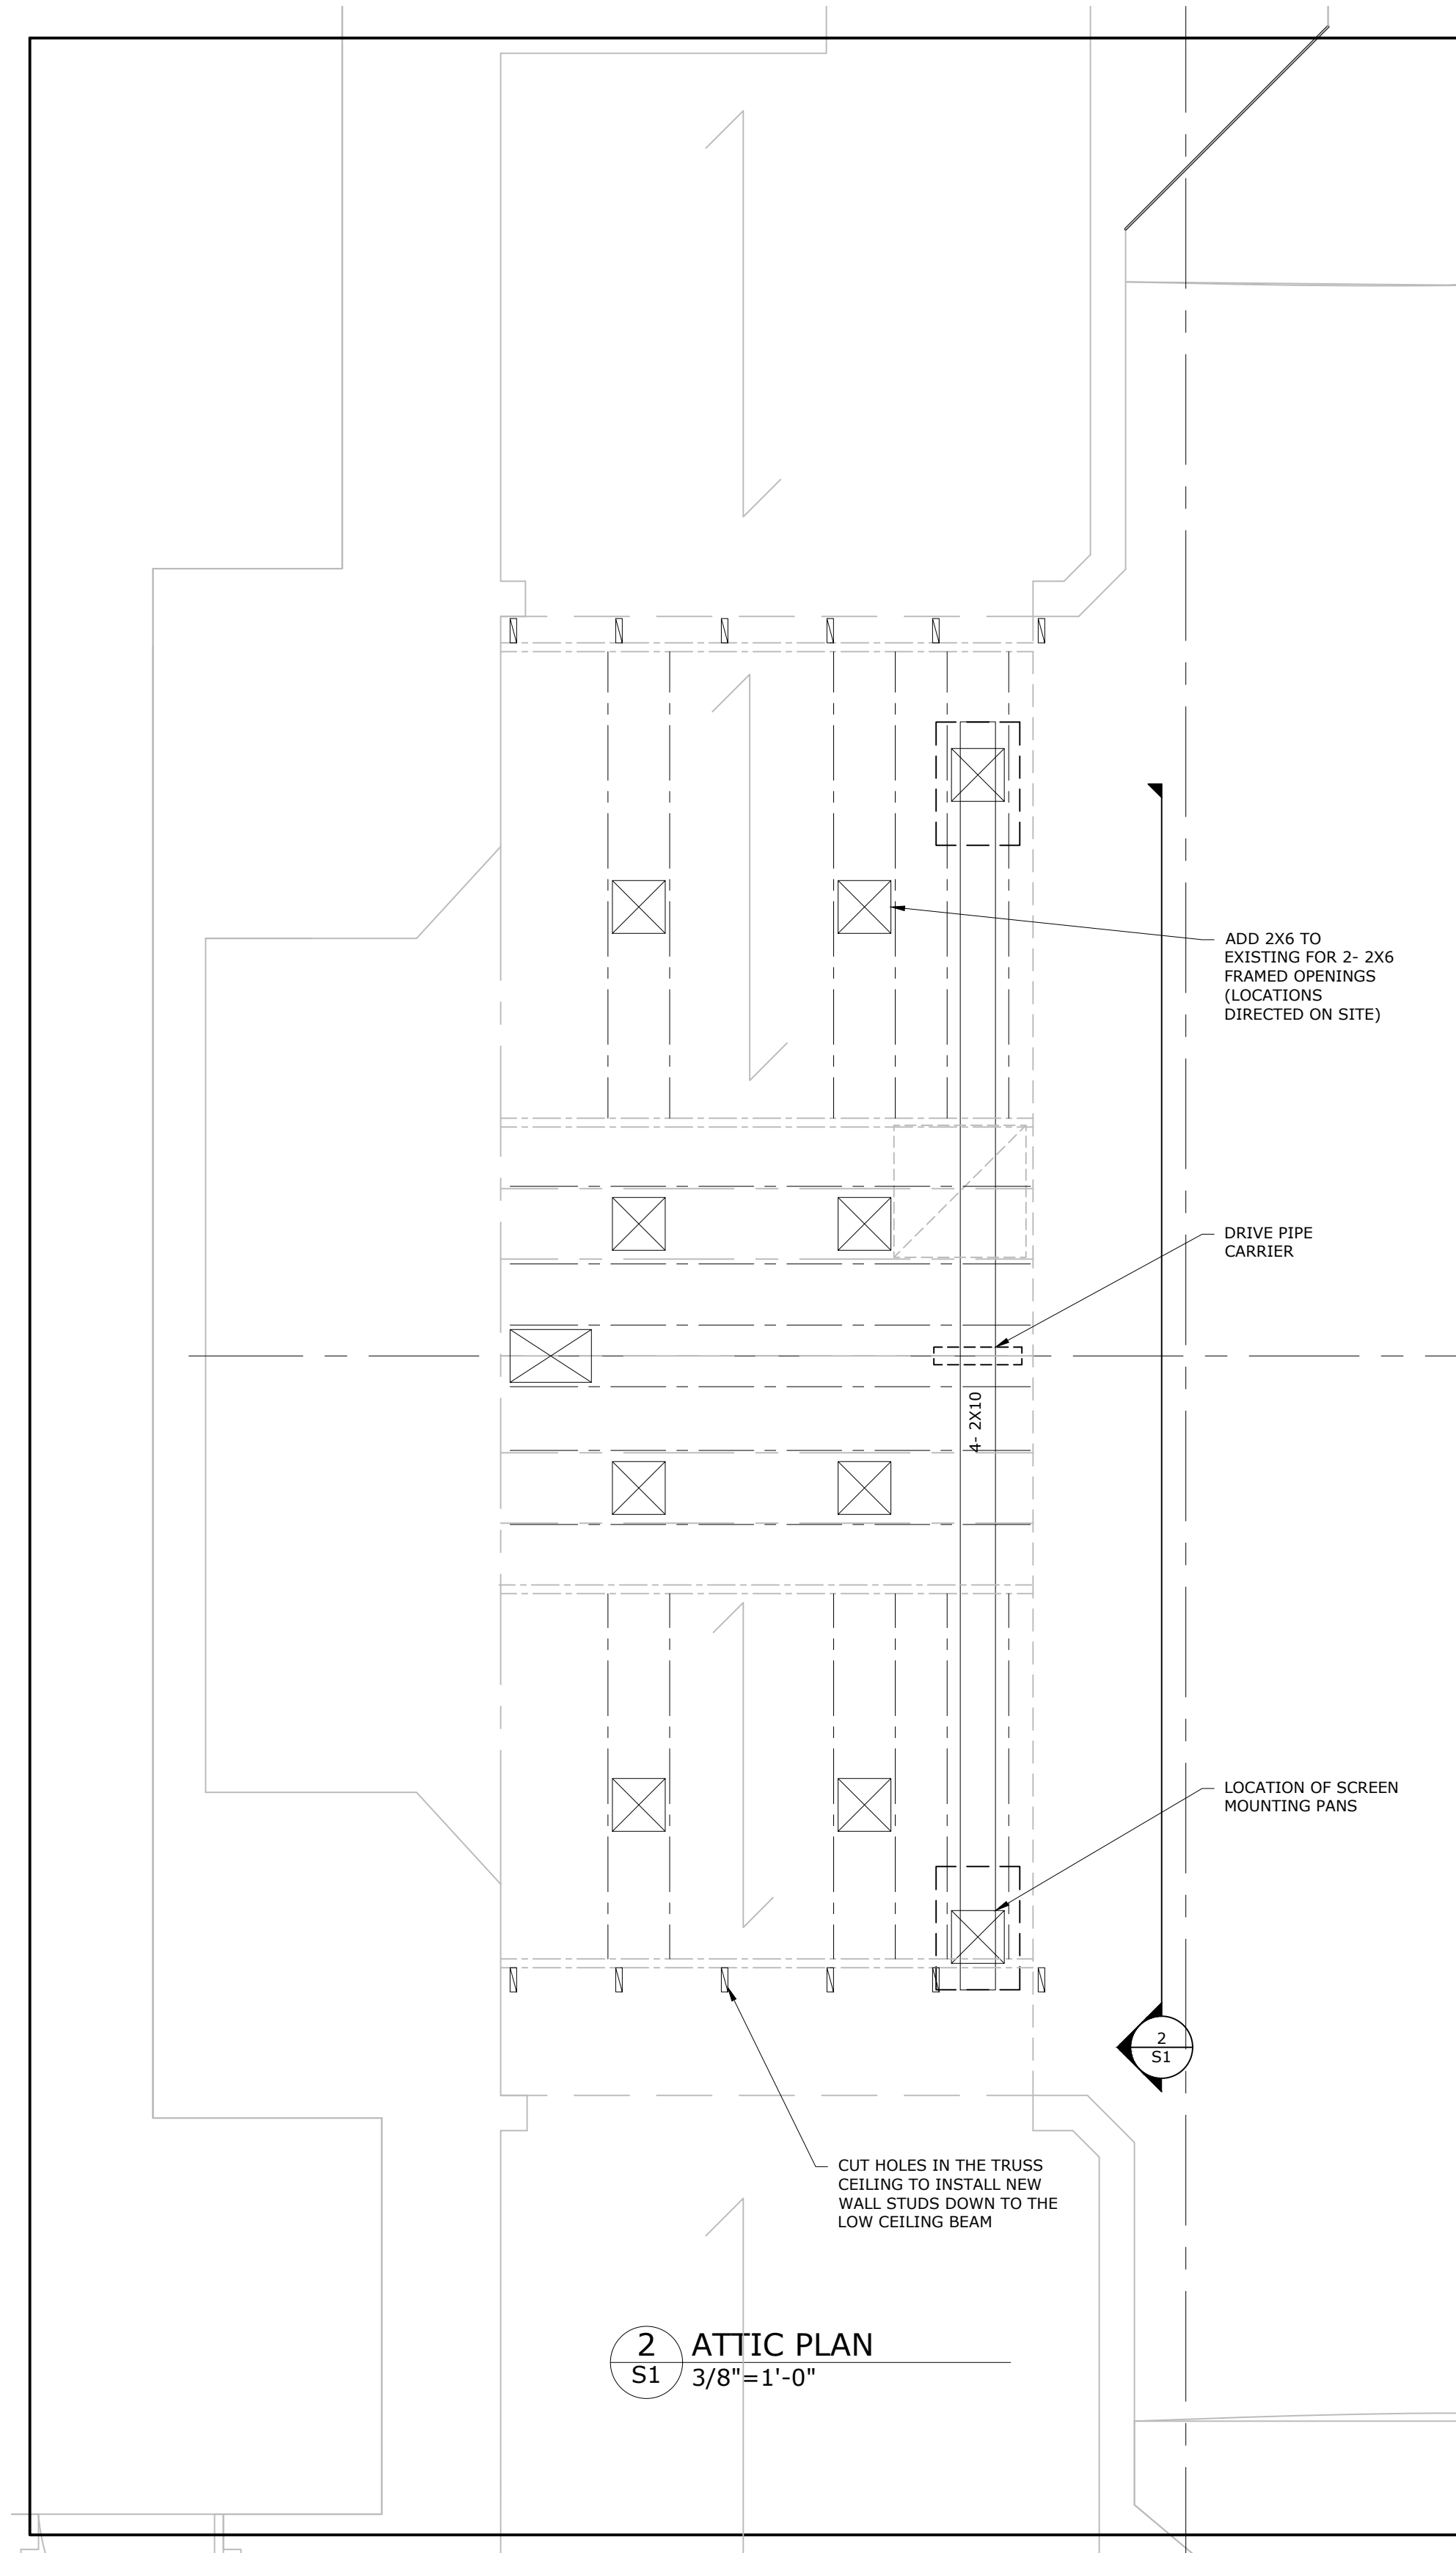 ADD 2X6 TO
EXISTING FOR 2- 2X6
FRAMED OPENINGS
(LOCATIONS
DIRECTED ON SITE)
DRIVE PIPE
CARRIER
4- 2X10
LOCATION OF SCREEN
MOUNTING PANS
2
S1
CUT HOLES IN THE TRUSS
CEILING TO INSTALL NEW
WALL STUDS DOWN TO THE
LOW CEILING BEAM
2
S1
ATTIC PLAN
3/8"=1'-0"